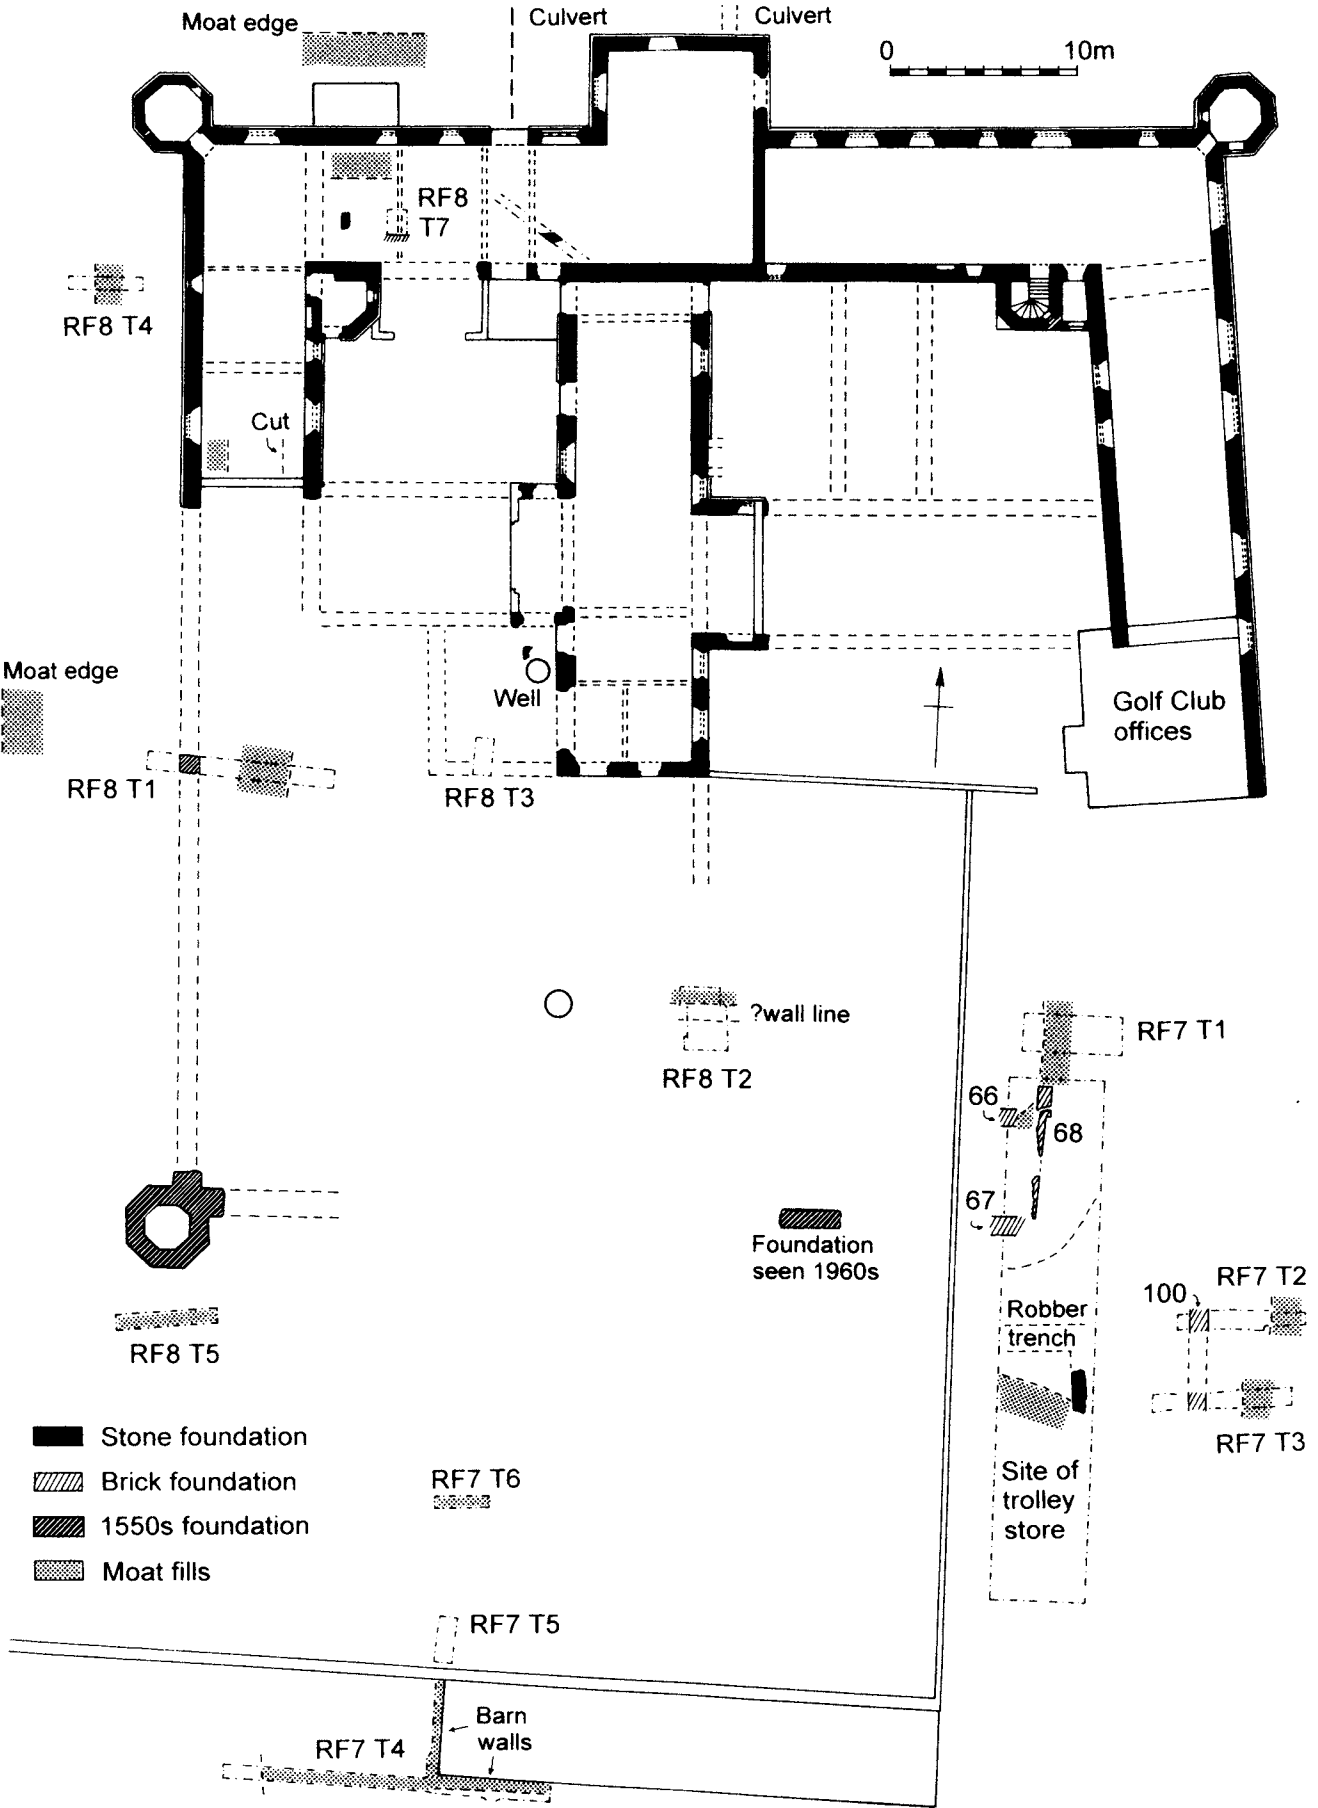 Moat edge
Culvert
Culvert
0 10m
RF8
T7
RF8 T4
Cut
Moat edge
Well
Golf Club
offices
RF8 T1
RF8 T3
?wall line
RF8 T2
RF7 T1
66
68
67
Foundation
seen 1960s
RF7 T2
100
Robber
trench
RF8 T5
RF7 T3
Stone foundation
Brick foundation
1550s foundation
Moat fills
RF7 T6
Site of
trolley
store
RF7 T5
Barn
walls
RF7 T4